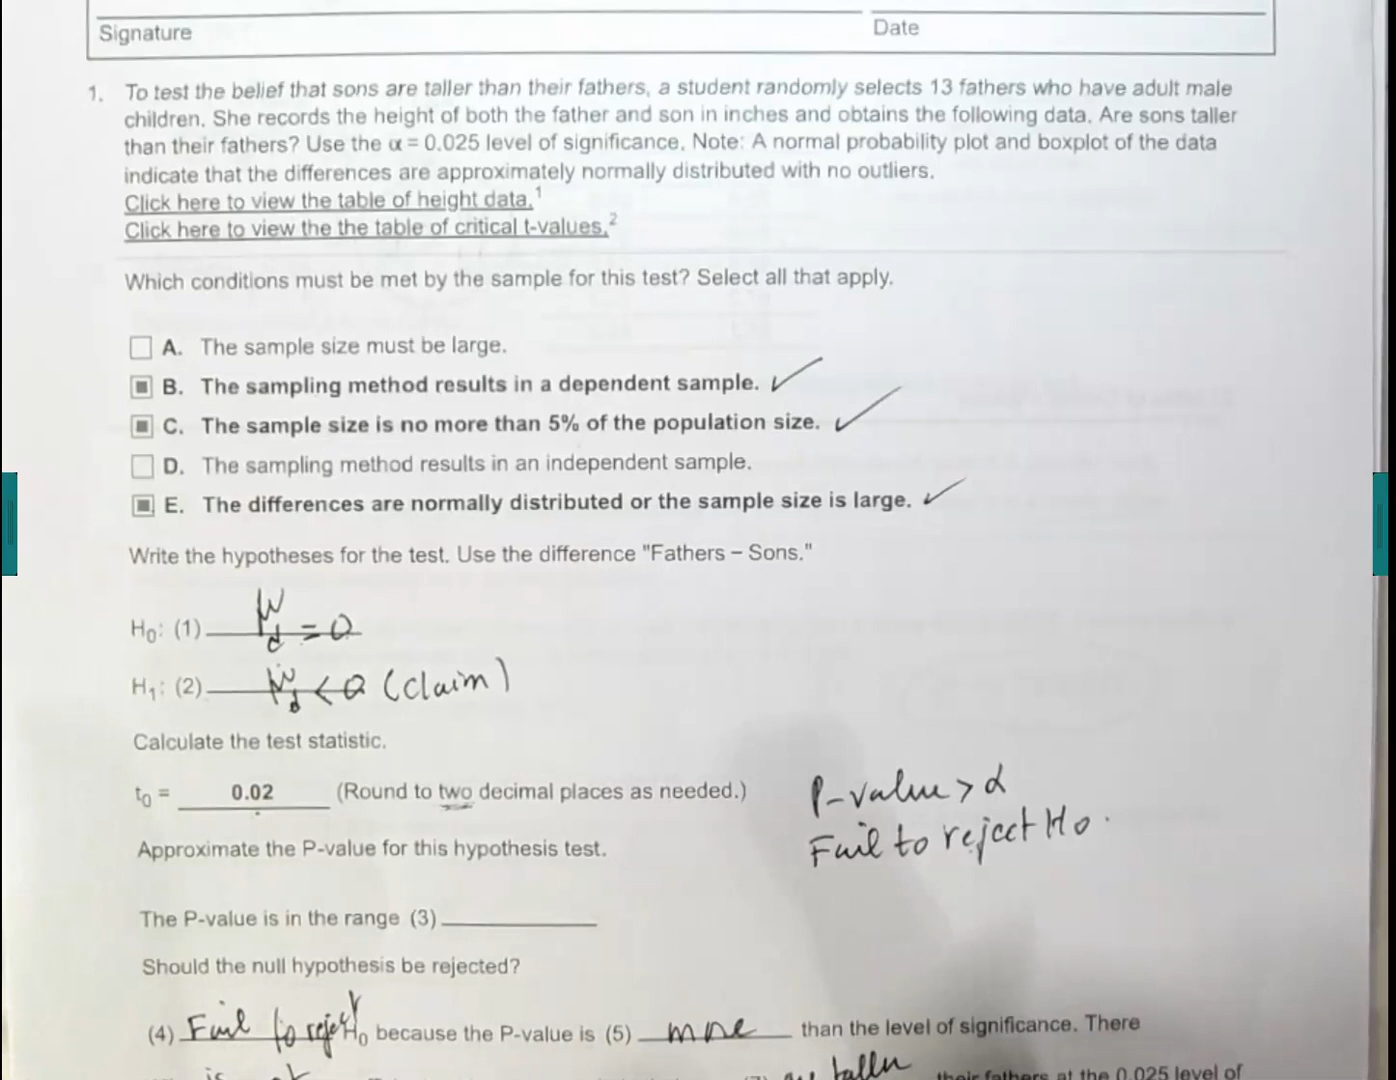 Signature
Date
1. To test the belief that sons are taller than their fathers, a student randomly selects 13 fathers who have adult male
children. She records the height of both the father and son in inches and obtains the following data. Are sons taller
than their fathers? Use the α = 0.025 level of significance. Note: A normal probability plot and boxplot of the data
indicate that the differences are approximately normally distributed with no outliers.
Click here to view the table of height data.1
Click here to view the the table of critical t-values.2
Which conditions must be met by the sample for this test? Select all that apply.
A. The sample size must be large.
B. The sampling method results in a dependent sample.
C. The sample size is no more than 5% of the population size.
D. The sampling method results in an independent sample.
E. The differences are normally distributed or the sample size is large.
Write the hypotheses for the test. Use the difference "Fathers – Sons."
H0: (1) μd = 0
H1: (2) μd < 0 (claim)
Calculate the test statistic.
t0 = 0.02 (Round to two decimal places as needed.)
P-value > α
Fail to reject H0.
Approximate the P-value for this hypothesis test.
The P-value is in the range (3)
Should the null hypothesis be rejected?
(4) Fail to reject H0 because the P-value is (5) more than the level of significance. There
taller their fathers at the 0.025 level of